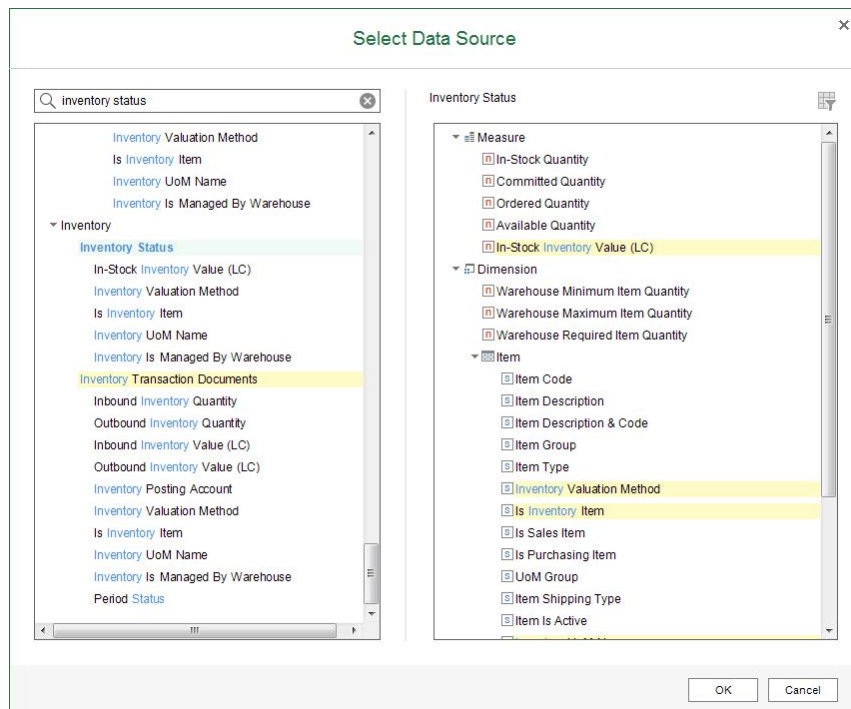 Select Data Source
inventory status
Inventory Valuation Method
Is Inventory Item
Inventory UoM Name
Inventory Is Managed By Warehouse
Inventory
Inventory Status
In-Stock Inventory Value (LC)
Inventory Valuation Method
Is Inventory Item
Inventory UoM Name
Inventory Is Managed By Warehouse
Inventory Transaction Documents
Inbound Inventory Quantity
Outbound Inventory Quantity
Inbound Inventory Value (LC)
Outbound Inventory Value (LC)
Inventory Posting Account
Inventory Valuation Method
Is Inventory Item
Inventory UoM Name
Inventory Is Managed By Warehouse
Period Status
Inventory Status
Measure
In-Stock Quantity
Committed Quantity
Ordered Quantity
Available Quantity
In-Stock Inventory Value (LC)
Dimension
Warehouse Minimum Item Quantity
Warehouse Maximum Item Quantity
Warehouse Required Item Quantity
Item
Item Code
Item Description
Item Description & Code
Item Group
Item Type
Inventory Valuation Method
Is Inventory Item
Is Sales Item
Is Purchasing Item
UoM Group
Item Shipping Type
Item Is Active
OK
Cancel